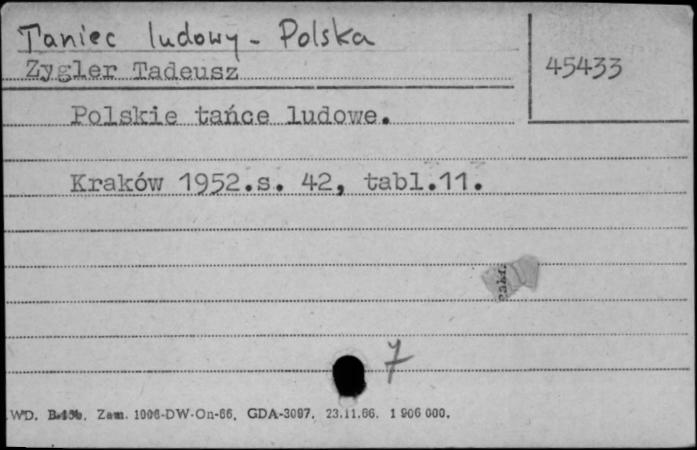 Taniec ludowy - Polska
Zygler Tadeusz
45433
Polskie tańce ludowe.
Kraków 1952.s. 42, tabl.11.
7
WD. Zam. 1006-DW-On-66, GDA-3097. 23.11.66. 1 906 000.